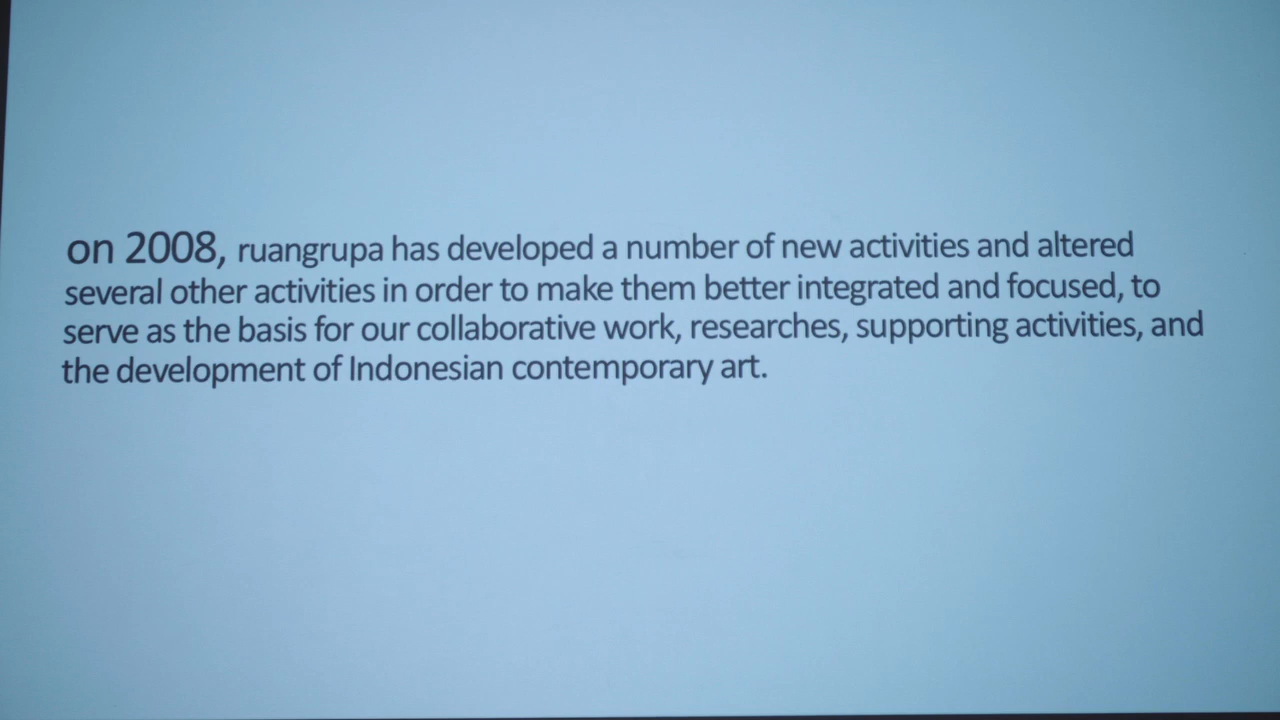 on 2008, ruangrupa has developed a number of new activities and altered
several other activities in order to make them better integrated and focused, to
serve as the basis for our collaborative work, researches, supporting activities, and
the development of Indonesian contemporary art.